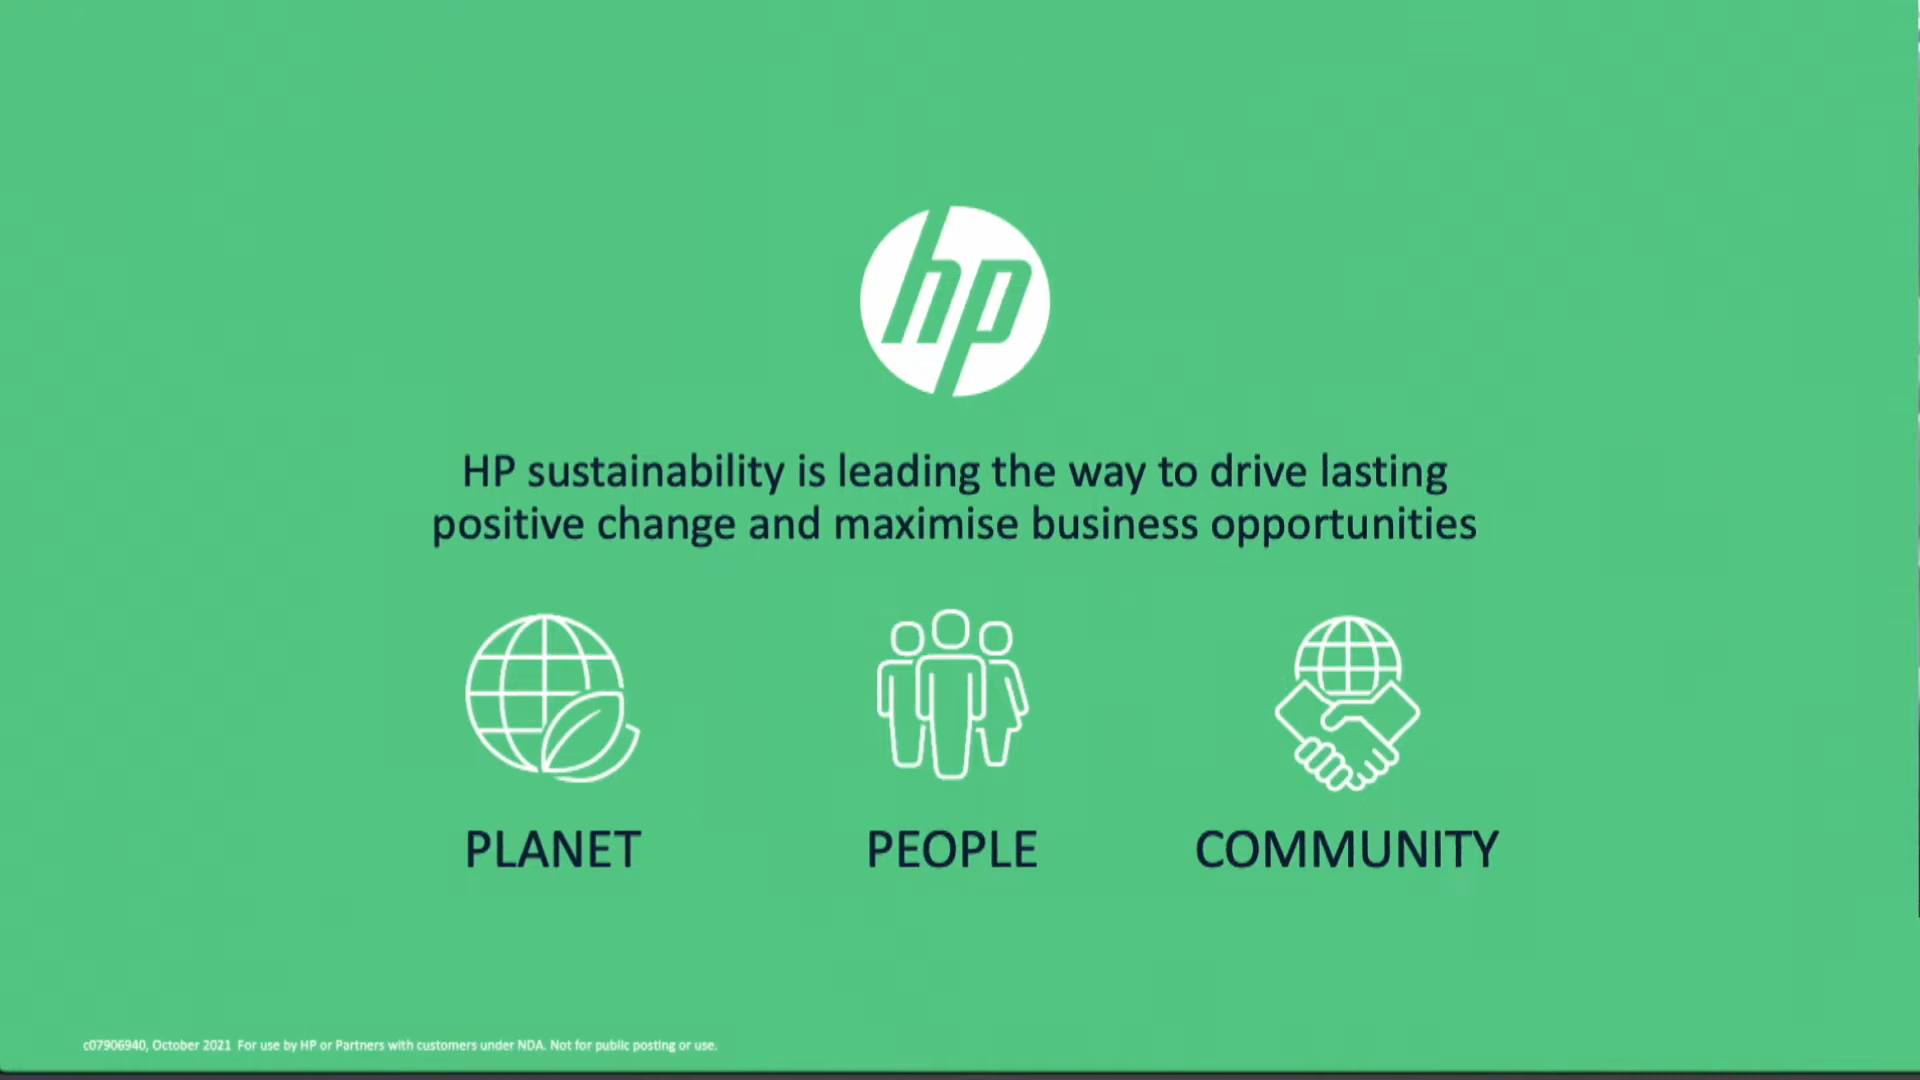 hp
HP sustainability is leading the way to drive lasting
positive change and maximise business opportunities
PLANET
PEOPLE
COMMUNITY
c07906940, October 2021 For use by HP or Partners with customers under NDA. Not for public posting or use.